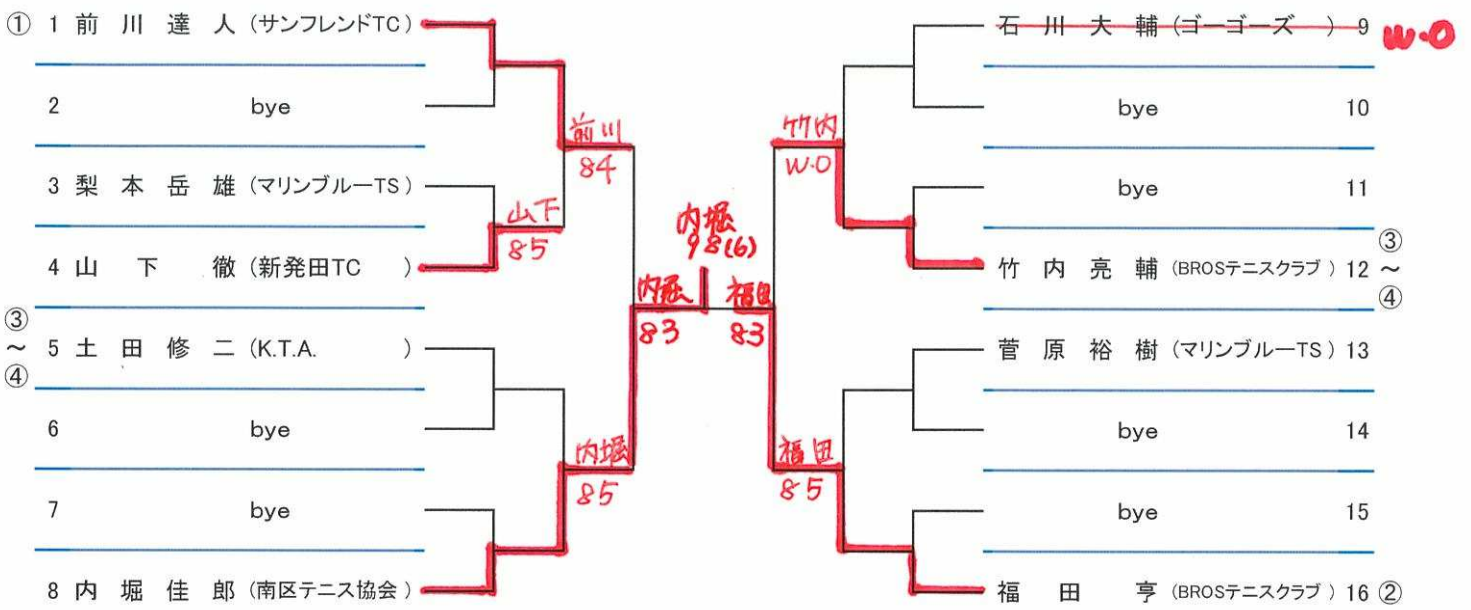 ① 1 前川達人 (サンフレンドTC)
2 bye
前川
84
3 梨本岳雄 (マリンブルーTS)
山下
85
4 山下徹 (新発田TC )
③
～
④
5 土田修二 (K.T.A. )
6 bye
内堀
85
7 bye
8 内堀佳郎 (南区テニス協会)
内堀
83
内堀
98(6)
福田
83
石川大輔 (ゴーゴーズ ) 9 W・O
bye 10
竹内
W.O
bye 11
竹内亮輔 (BROSテニスクラブ) 12
③
～
④
菅原裕樹 (マリンブルーTS) 13
bye 14
福田
85
bye 15
福田亨 (BROSテニスクラブ) 16 ②